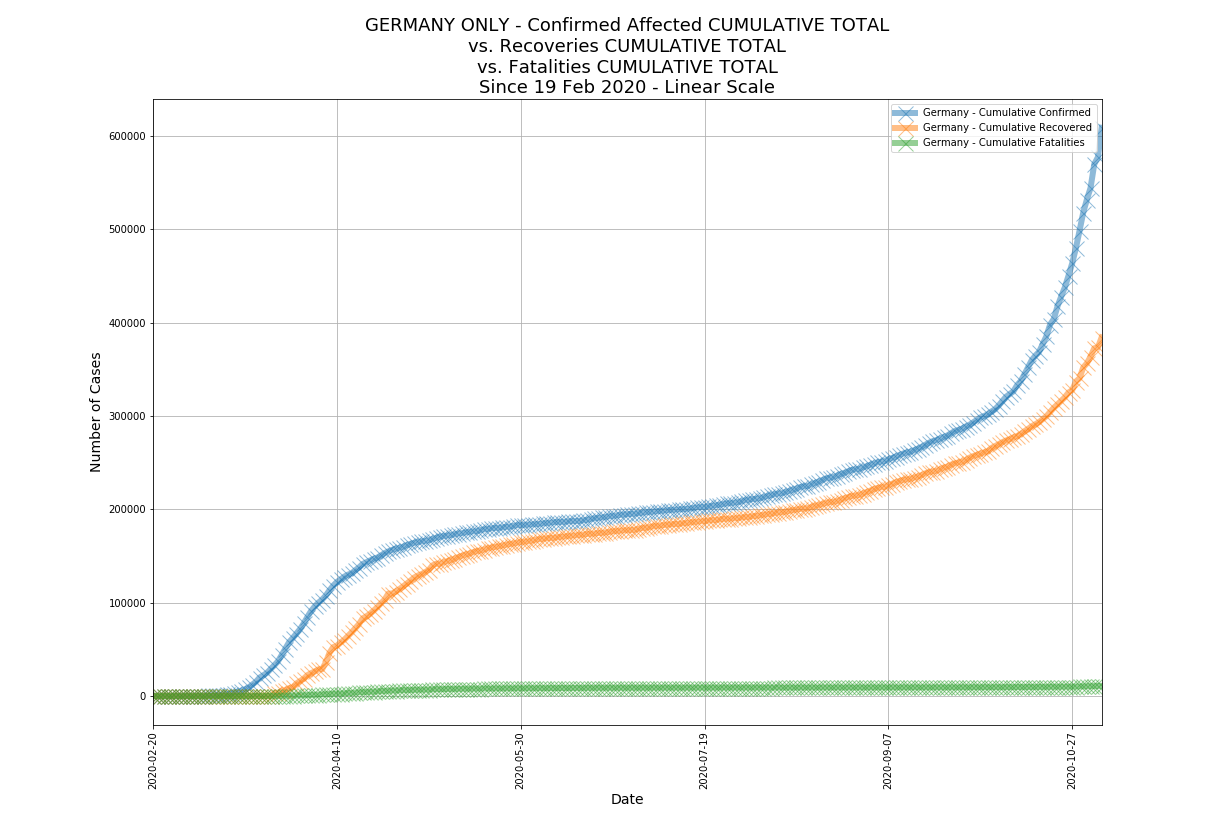 GERMANY ONLY - Confirmed Affected CUMULATIVE TOTAL
vs. Recoveries CUMULATIVE TOTAL
vs. Fatalities CUMULATIVE TOTAL
Since 19 Feb 2020 - Linear Scale
Germany - Cumulative Confirmed
Germany - Cumulative Recovered
Germany - Cumulative Fatalities
Number of Cases
600000
500000
400000
300000
200000
100000
0
2020-02-20
2020-04-10
2020-05-30
2020-07-19
2020-09-07
2020-10-27
Date